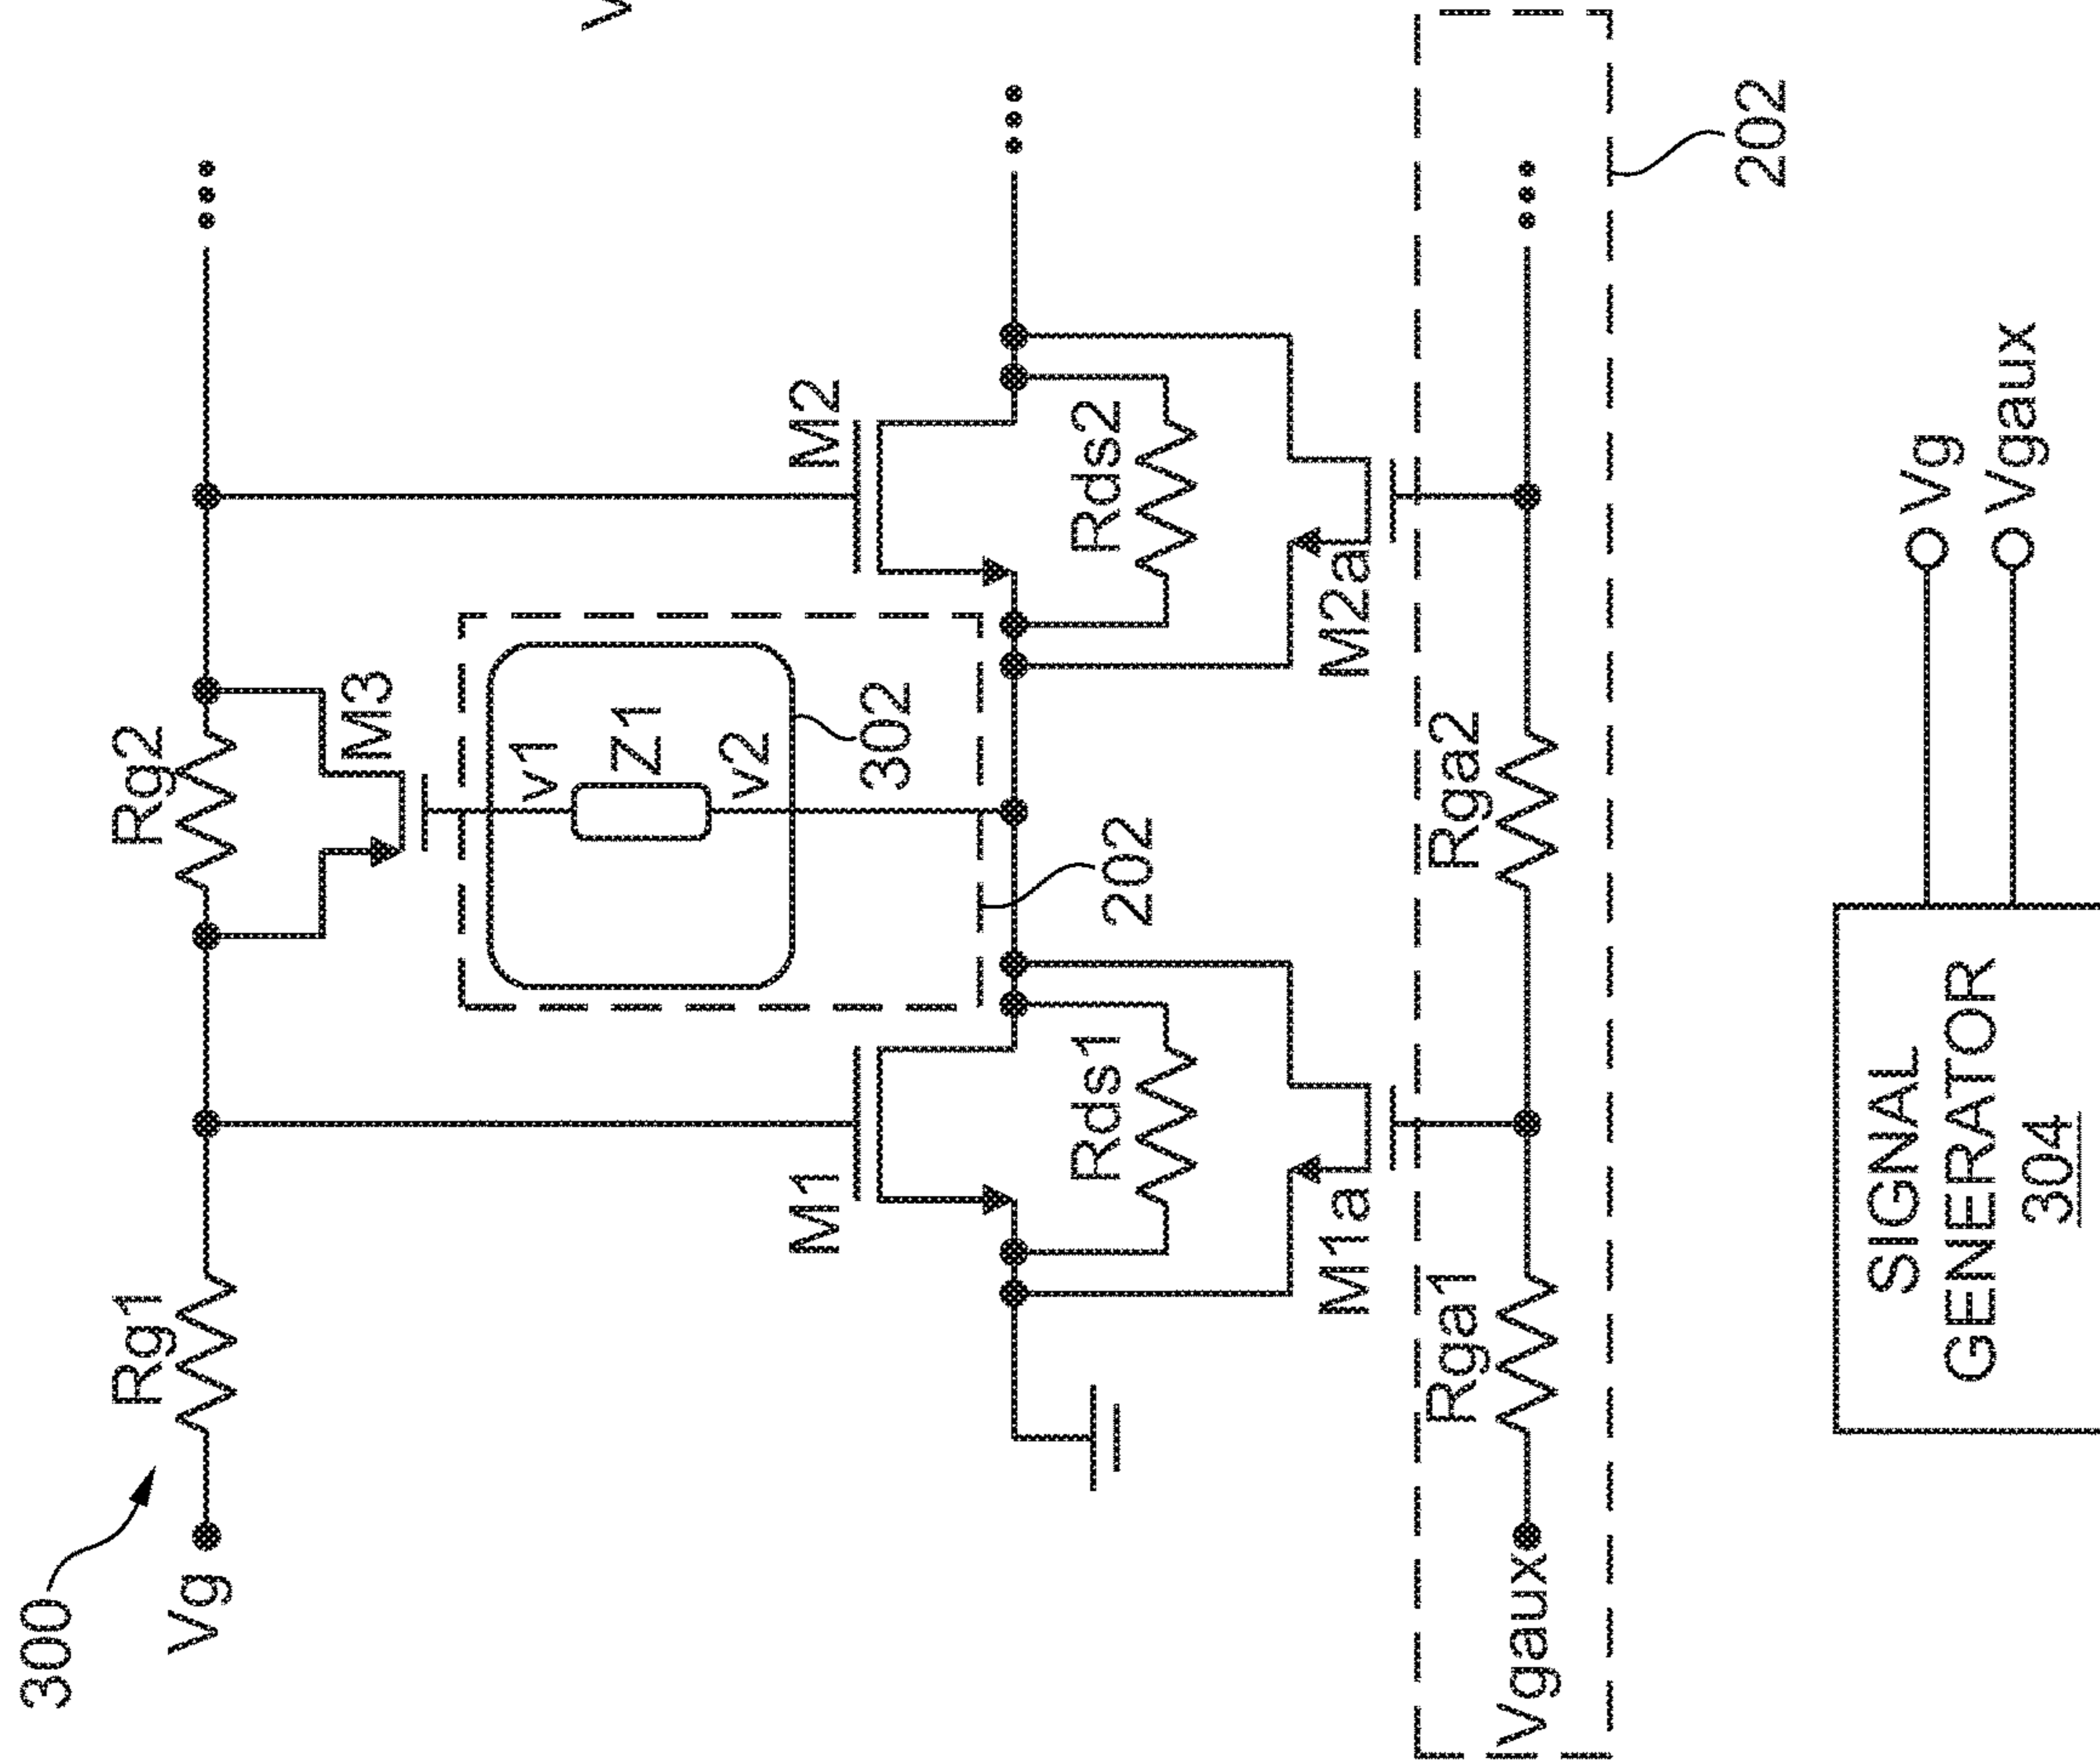 300
Vg
Rg1
Rg2
M3
v1
Z1
v2
302
202
M1
M2
Rds1
Rds2
M1a
M2a
Rga1
Rga2
Vgaux
202
SIGNAL
GENERATOR
304
Vg
Vgaux